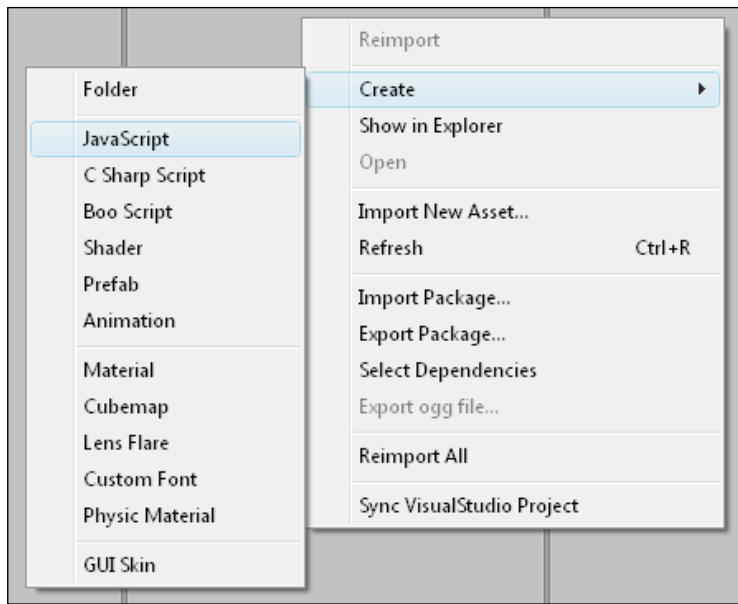 Reimport
Create
Show in Explorer
Open
Import New Asset...
Refresh Ctrl+R
Import Package...
Export Package...
Select Dependencies
Export ogg file...
Reimport All
Sync VisualStudio Project
Folder
JavaScript
C Sharp Script
Boo Script
Shader
Prefab
Animation
Material
Cubemap
Lens Flare
Custom Font
Physic Material
GUI Skin